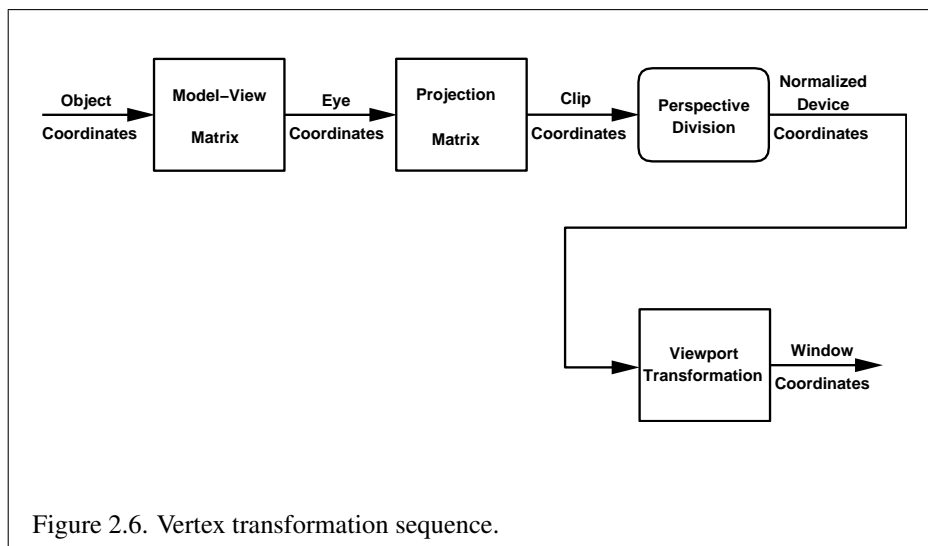 Object
Coordinates
Model–View
Matrix
Eye
Coordinates
Projection
Matrix
Clip
Coordinates
Perspective
Division
Normalized
Device
Coordinates
Viewport
Transformation
Window
Coordinates
Figure 2.6. Vertex transformation sequence.